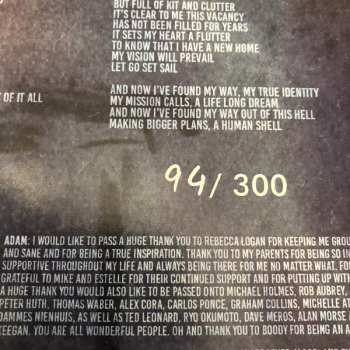 BUT FULL OF KIT AND CLUTTER
IT'S CLEAR TO ME THIS VACANCY
HAS NOT BEEN FILLED FOR YEARS
IT SETS MY HEART A FLUTTER
TO KNOW THAT I HAVE A NEW HOME
MY VISION WILL PREVAIL
LET GO SET SAIL
OF IT ALL
AND NOW I'VE FOUND MY WAY, MY TRUE IDENTITY
MY MISSION CALLS, A LIFE LONG DREAM
AND NOW I'VE FOUND MY WAY OUT OF THIS HELL
MAKING BIGGER PLANS, A HUMAN SHELL
94/ 300
ADAM: I WOULD LIKE TO PASS A HUGE THANK YOU TO REBECCA LOGAN FOR KEEPING ME GROU
AND SANE AND FOR BEING A TRUE INSPIRATION. THANK YOU TO MY PARENTS FOR BEING SO IN
SUPPORTIVE THROUGHOUT MY LIFE AND ALWAYS BEING THERE FOR ME NO MATTER WHAT. FO
GRATEFUL TO MIKE AND ESTELLE FOR THEIR CONTINUED SUPPORT AND FOR PUTTING UP WIT
A HUGE THANK YOU WOULD ALSO LIKE TO BE PASSED ONTO MICHAEL HOLMES, ROB AUBREY,
PETER HUTH, THOMAS WABER, ALEX CORA, CARLOS PONCE, GRAHAM COLLINS, MICHELLE AT
DAMMES NIENHUIS, AS WELL AS TED LEONARD, RYO OKUMOTO, DAVE MEROS, ALAN MORSE
KEEGAN. YOU ARE ALL WONDERFUL PEOPLE. OH AND THANK YOU TO BOODY FOR BEING AN A